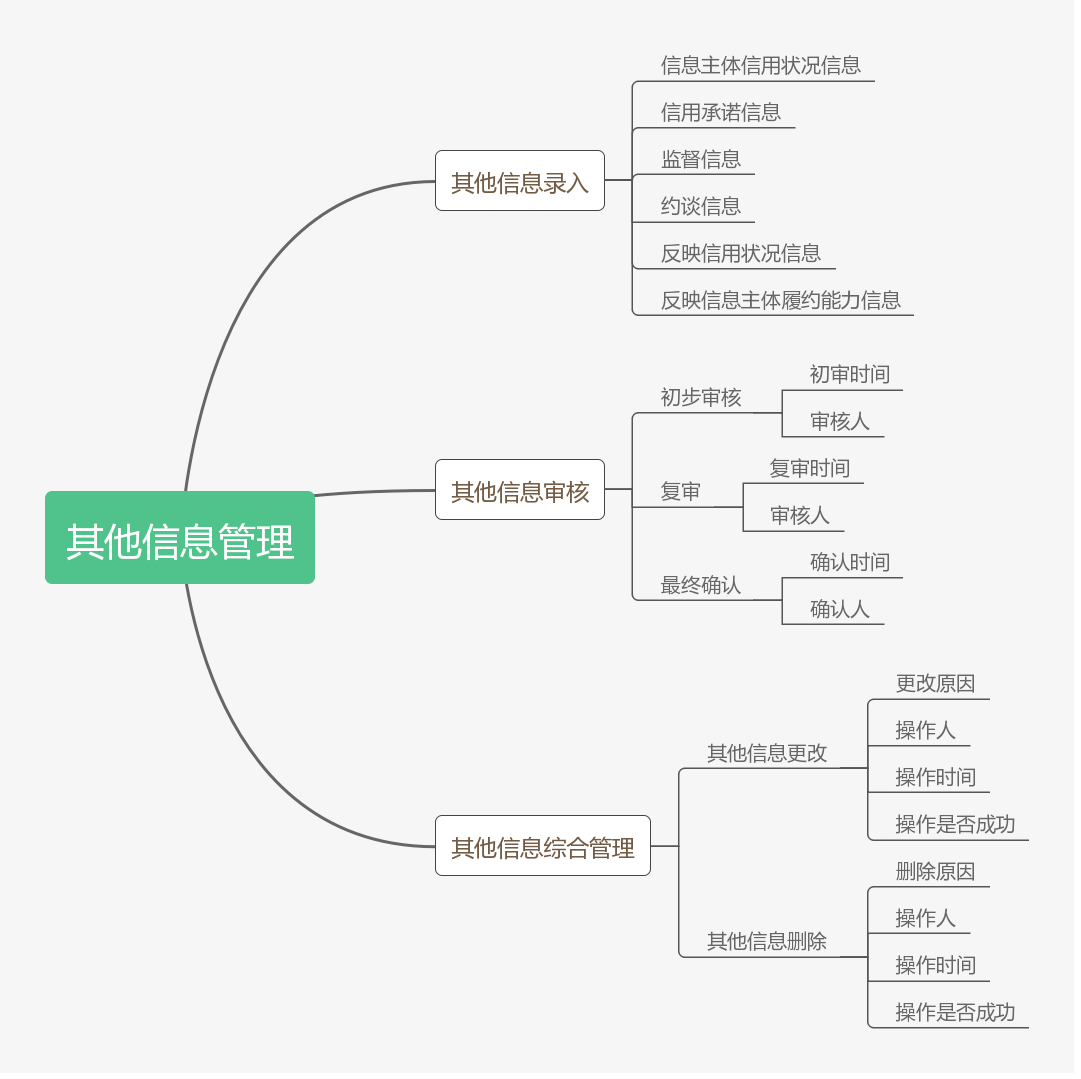 其他信息管理
其他信息录入
信息主体信用状况信息
信用承诺信息
监督信息
约谈信息
反映信用状况信息
反映信息主体履约能力信息
其他信息审核
初步审核
初审时间
审核人
复审
复审时间
审核人
最终确认
确认时间
确认人
其他信息综合管理
其他信息更改
更改原因
操作人
操作时间
操作是否成功
其他信息删除
删除原因
操作人
操作时间
操作是否成功